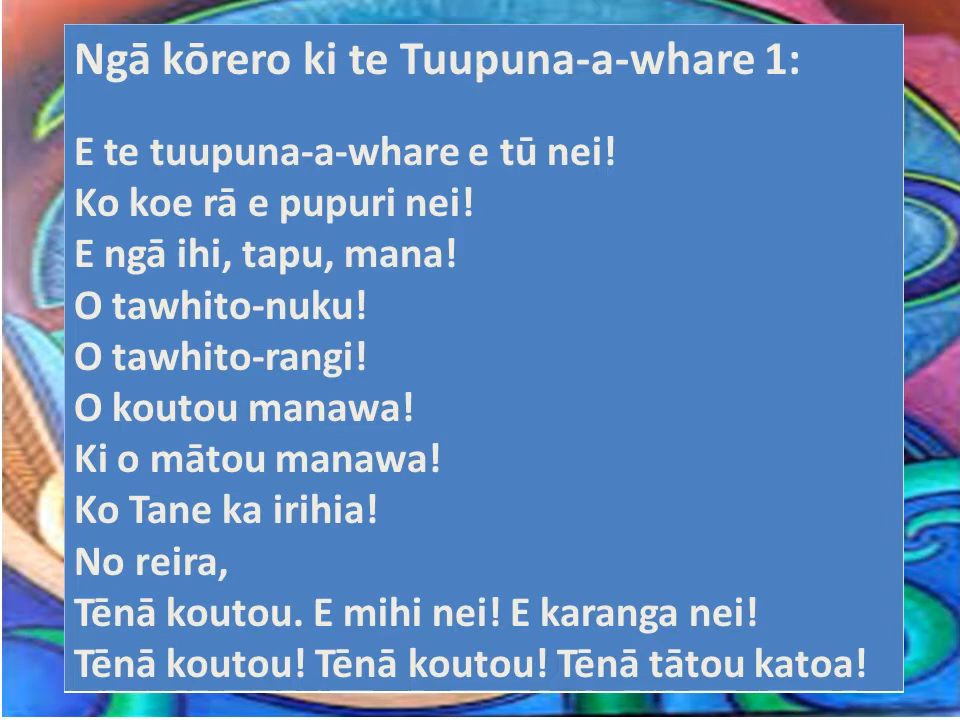 Ngā kōrero ki te Tuupuna-a-whare 1:
E te tuupuna-a-whare e tū nei!
Ko koe rā e pupuri nei!
E ngā ihi, tapu, mana!
O tawhito-nuku!
O tawhito-rangi!
O koutou manawa!
Ki o mātou manawa!
Ko Tane ka irihia!
No reira,
Tēnā koutou. E mihi nei! E karanga nei!
Tēnā koutou! Tēnā koutou! Tēnā tātou katoa!